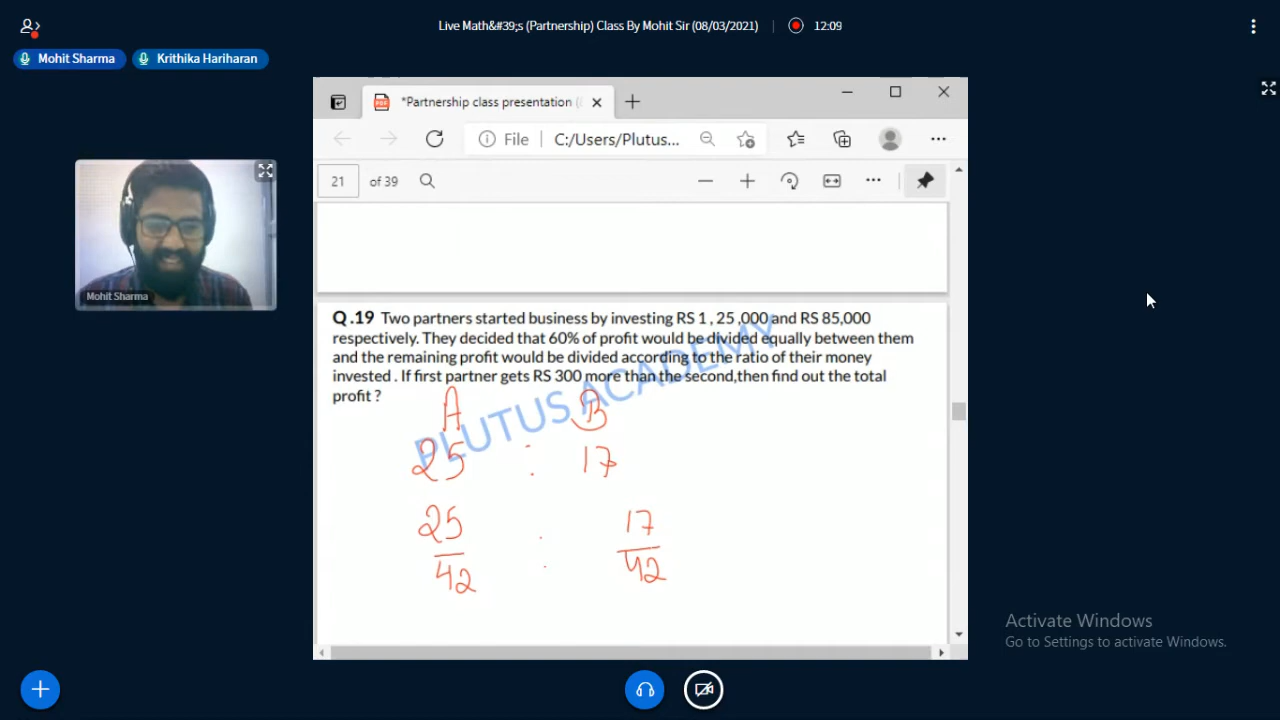 Live Math&#39;s (Partnership) Class By Mohit Sir (08/03/2021) 12:09
Mohit Sharma Krithika Hariharan
*Partnership class presentation (
File C:/Users/Plutus...
21 of 39
Mohit Sharma
Q.19 Two partners started business by investing RS 1 , 25 ,000 and RS 85,000
respectively. They decided that 60% of profit would be divided equally between them
and the remaining profit would be divided according to the ratio of their money
invested . If first partner gets RS 300 more than the second,then find out the total
profit ?
PLUTUS ACADEMY
A B
25 : 17
25/42 : 17/42
Activate Windows
Go to Settings to activate Windows.